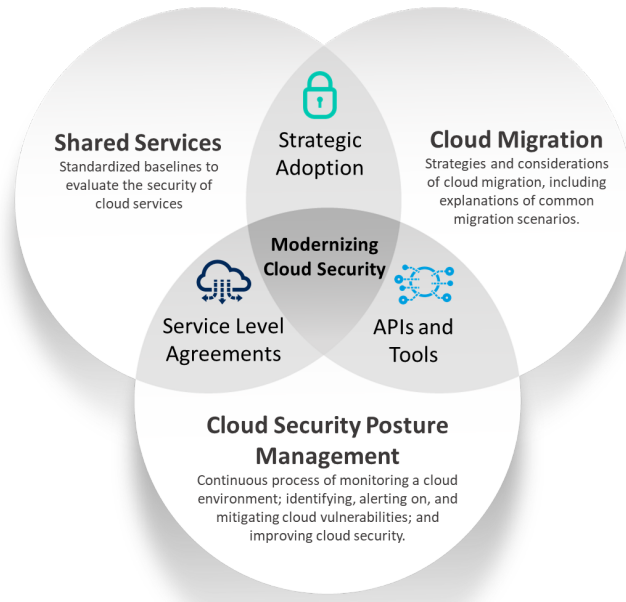 Strategic
Adoption
Shared Services
Standardized baselines to
evaluate the security of
cloud services
Cloud Migration
Strategies and considerations
of cloud migration, including
explanations of common
migration scenarios.
Modernizing
Cloud Security
Service Level
Agreements
APIs and
Tools
Cloud Security Posture
Management
Continuous process of monitoring a cloud
environment; identifying, alerting on, and
mitigating cloud vulnerabilities; and
improving cloud security.